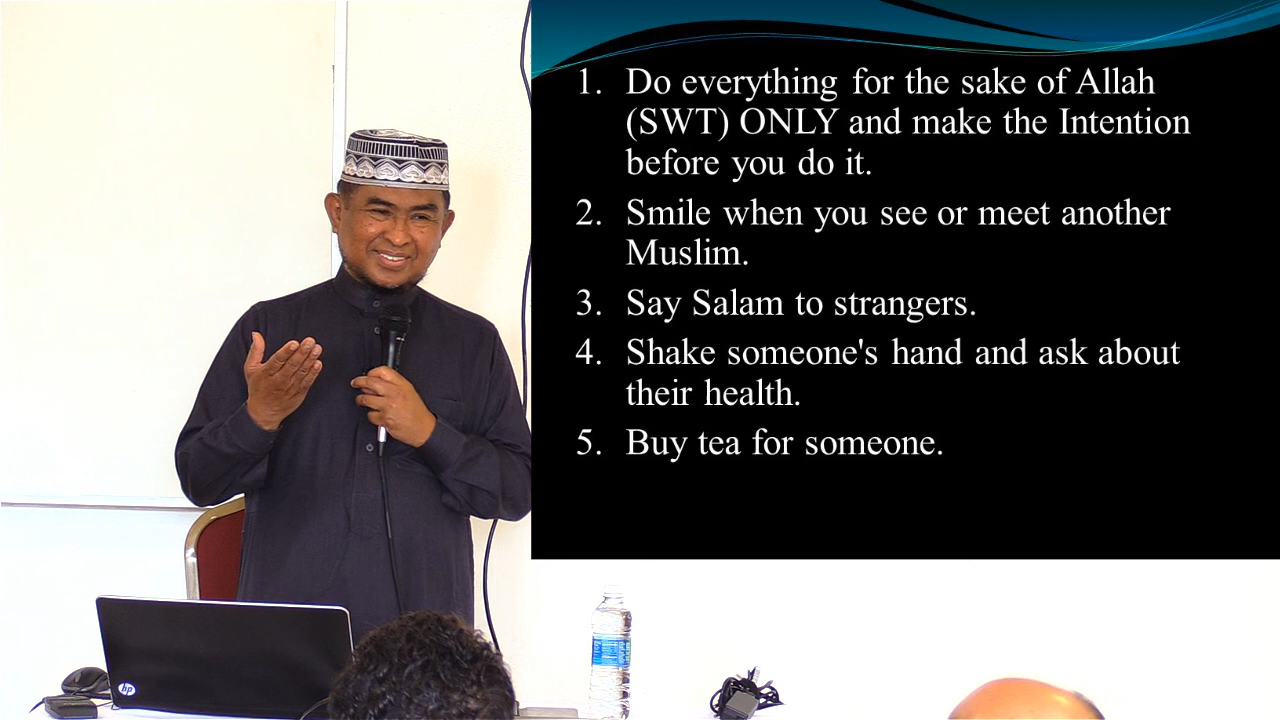 1. Do everything for the sake of Allah
(SWT) ONLY and make the Intention
before you do it.
2. Smile when you see or meet another
Muslim.
3. Say Salam to strangers.
4. Shake someone's hand and ask about
their health.
5. Buy tea for someone.
hp